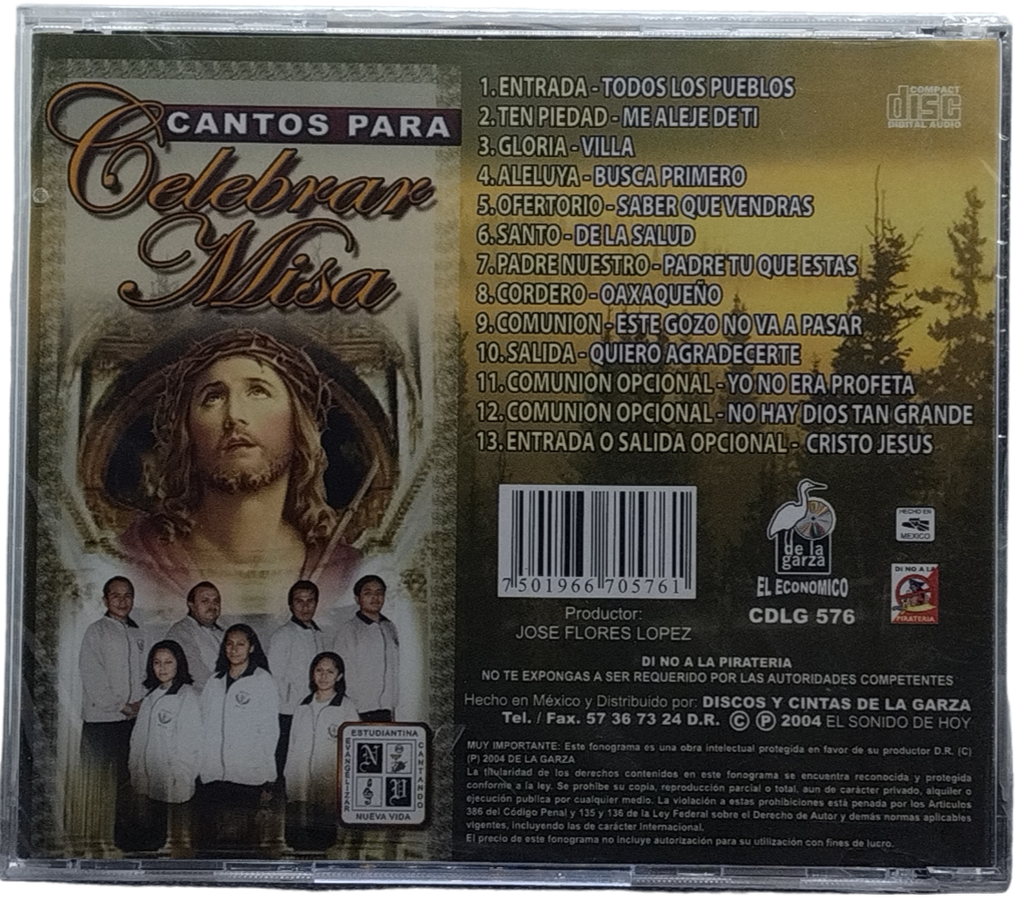 CANTOS PARA
Celebrar
Misa
1. ENTRADA - TODOS LOS PUEBLOS
2. TEN PIEDAD - ME ALEJE DE TI
3. GLORIA - VILLA
4. ALELUYA - BUSCA PRIMERO
5. OFERTORIO - SABER QUE VENDRAS
6. SANTO - DE LA SALUD
7. PADRE NUESTRO - PADRE TU QUE ESTAS
8. CORDERO - OAXAQUEÑO
9. COMUNION - ESTE GOZO NO VA A PASAR
10. SALIDA - QUIERO AGRADECERTE
11. COMUNION OPCIONAL - YO NO ERA PROFETA
12. COMUNION OPCIONAL - NO HAY DIOS TAN GRANDE
13. ENTRADA O SALIDA OPCIONAL - CRISTO JESUS
COMPACT
disc
DIGITAL AUDIO
7 501966 705761
Productor:
JOSE FLORES LOPEZ
de la
garza
EL ECONOMICO
CDLG 576
HECHO EN
MEXICO
DI NO A LA
PIRATERIA
DI NO A LA PIRATERIA
NO TE EXPONGAS A SER REQUERIDO POR LAS AUTORIDADES COMPETENTES
Hecho en México y Distribuído por: DISCOS Y CINTAS DE LA GARZA
Tel. / Fax. 57 36 73 24 D.R. © ℗ 2004 EL SONIDO DE HOY
MUY IMPORTANTE: Este fonograma es una obra intelectual protegida en favor de su productor D.R. (C)
(P) 2004 DE LA GARZA
La titularidad de los derechos contenidos en este fonograma se encuentra reconocida y protegida
conforme a la ley. Se prohibe su copia, reproducción parcial o total, aun de carácter privado, alquiler o
ejecución publica por cualquier medio. La violación a estas prohibiciones está penada por los Articulos
386 del Código Penal y 135 y 136 de la Ley Federal sobre el Derecho de Autor y demás normas aplicables
vigentes, incluyendo las de carácter Internacional.
El precio de este fonograma no incluye autorización para su utilización con fines de lucro.
ESTUDIANTINA
EVANGELIZAR
CANTANDO
N
V
NUEVA VIDA